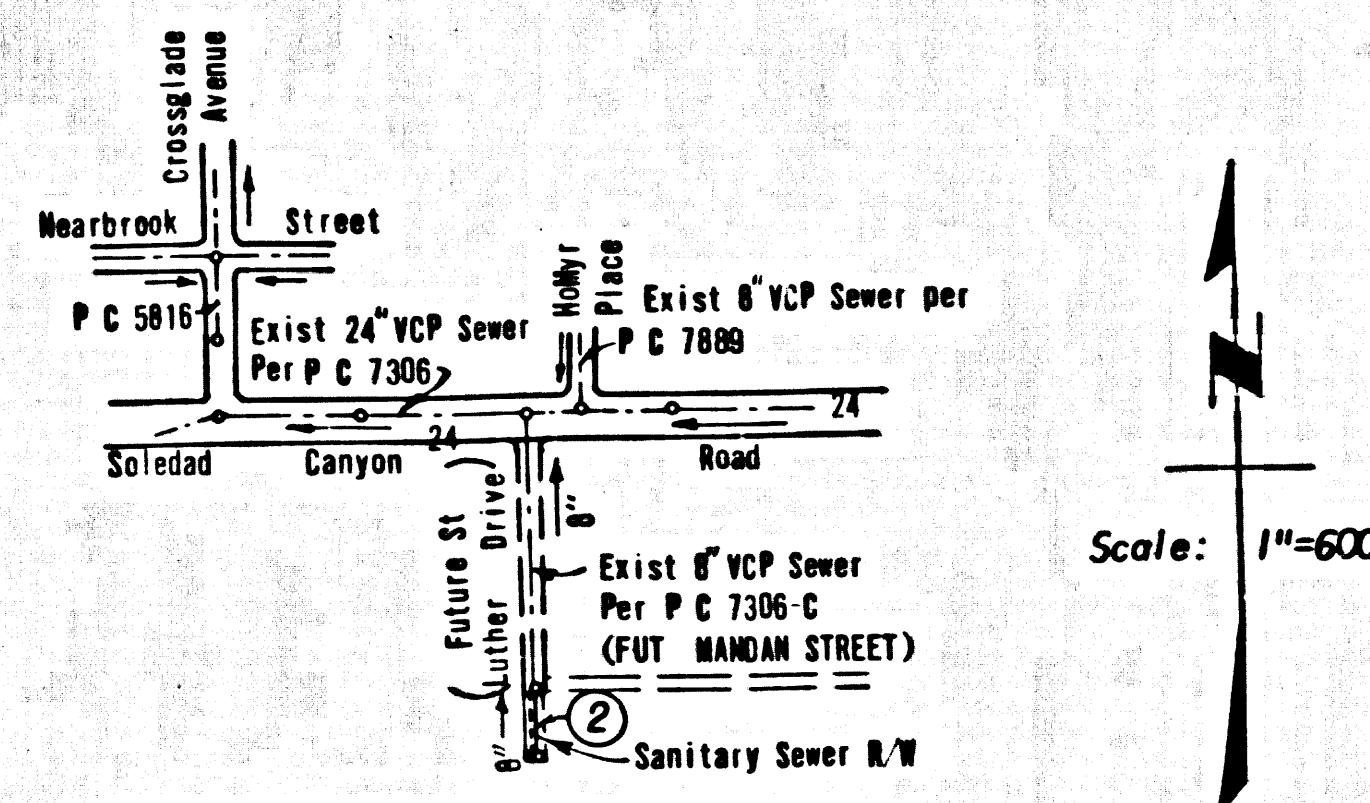 Crossglade
Avenue
Nearbrook Street
P C 5816
Exist 24" VCP Sewer
Per P C 7306
HoMyr
Place
Exist 8" VCP Sewer per
P C 7889
24
24
Soledad Canyon Road
Future St
Luther Drive
8"
Exist 8" VCP Sewer
Per P C 7306-C
(FUT MANDAN STREET)
8"
2
Sanitary Sewer R/W
N
Scale: 1"=600